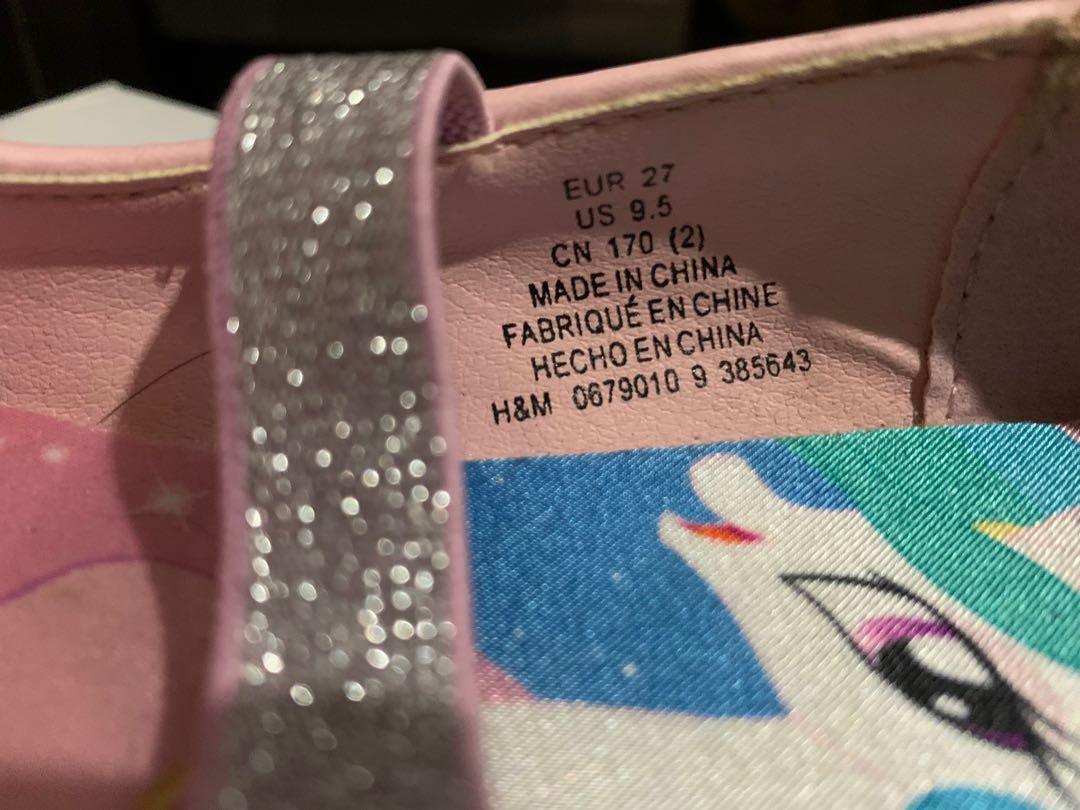 EUR 27
US 9.5
CN 170 (2)
MADE IN CHINA
FABRIQUÉ EN CHINE
HECHO EN CHINA
H&M 0679010 9 385643